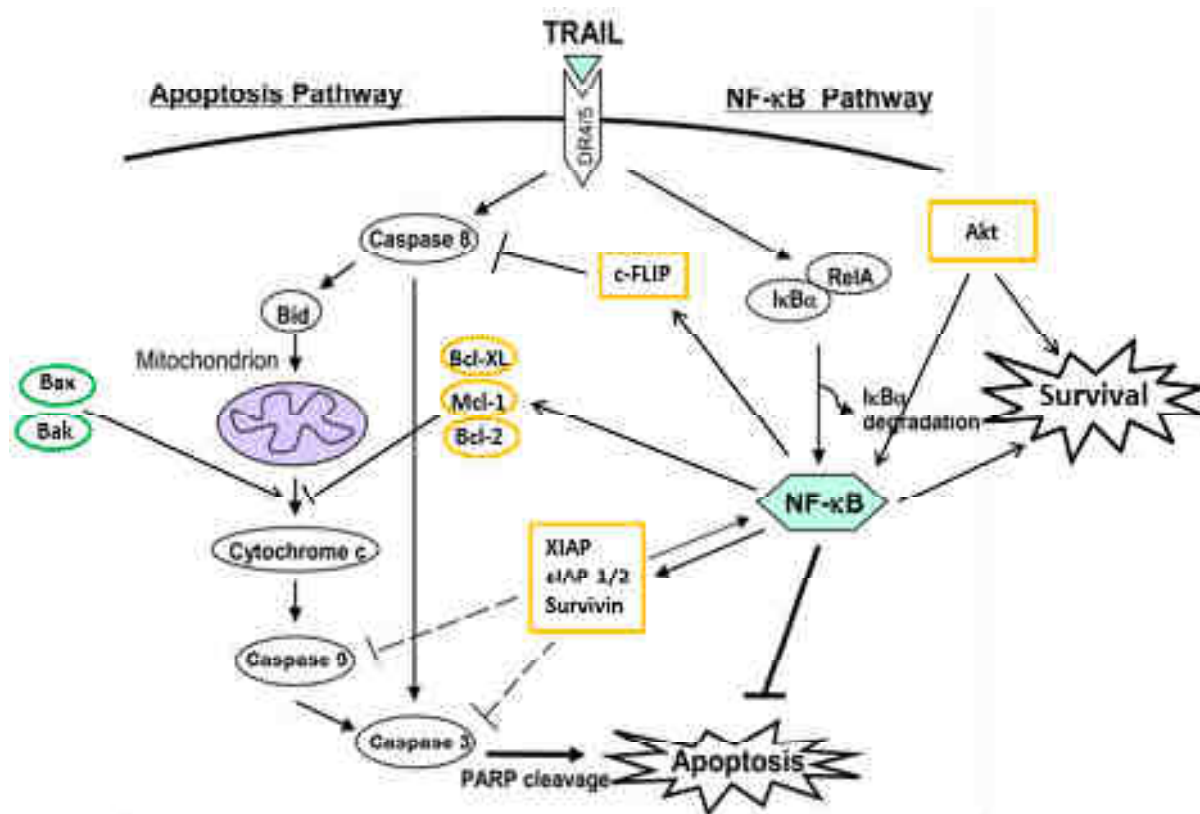 TRAIL
Apoptosis Pathway
NF-κB Pathway
DR4/5
Caspase 8
c-FLIP
RelA
IκBα
Akt
Bid
Mitochondrion
Bax
Bak
Bcl-XL
Mcl-1
Bcl-2
IκBα
degradation
Survival
NF-κB
Cytochrome c
XIAP
cIAP 1/2
Survivin
Caspase 9
Caspase 3
PARP cleavage
Apoptosis